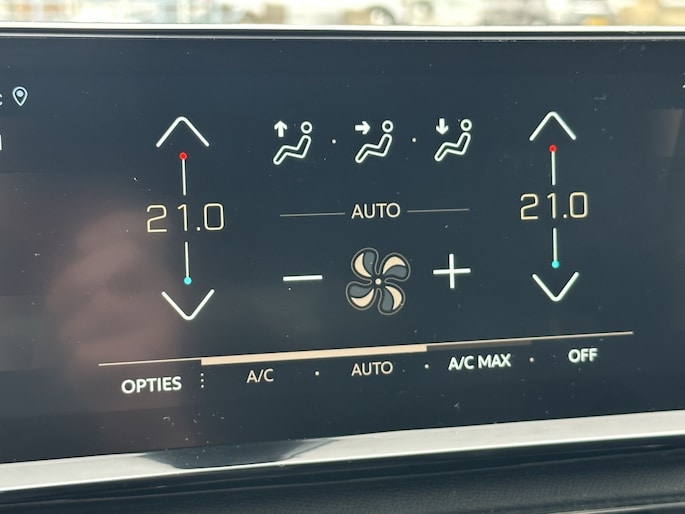 21.0
21.0
AUTO
OPTIES
A/C
AUTO
A/C MAX
OFF